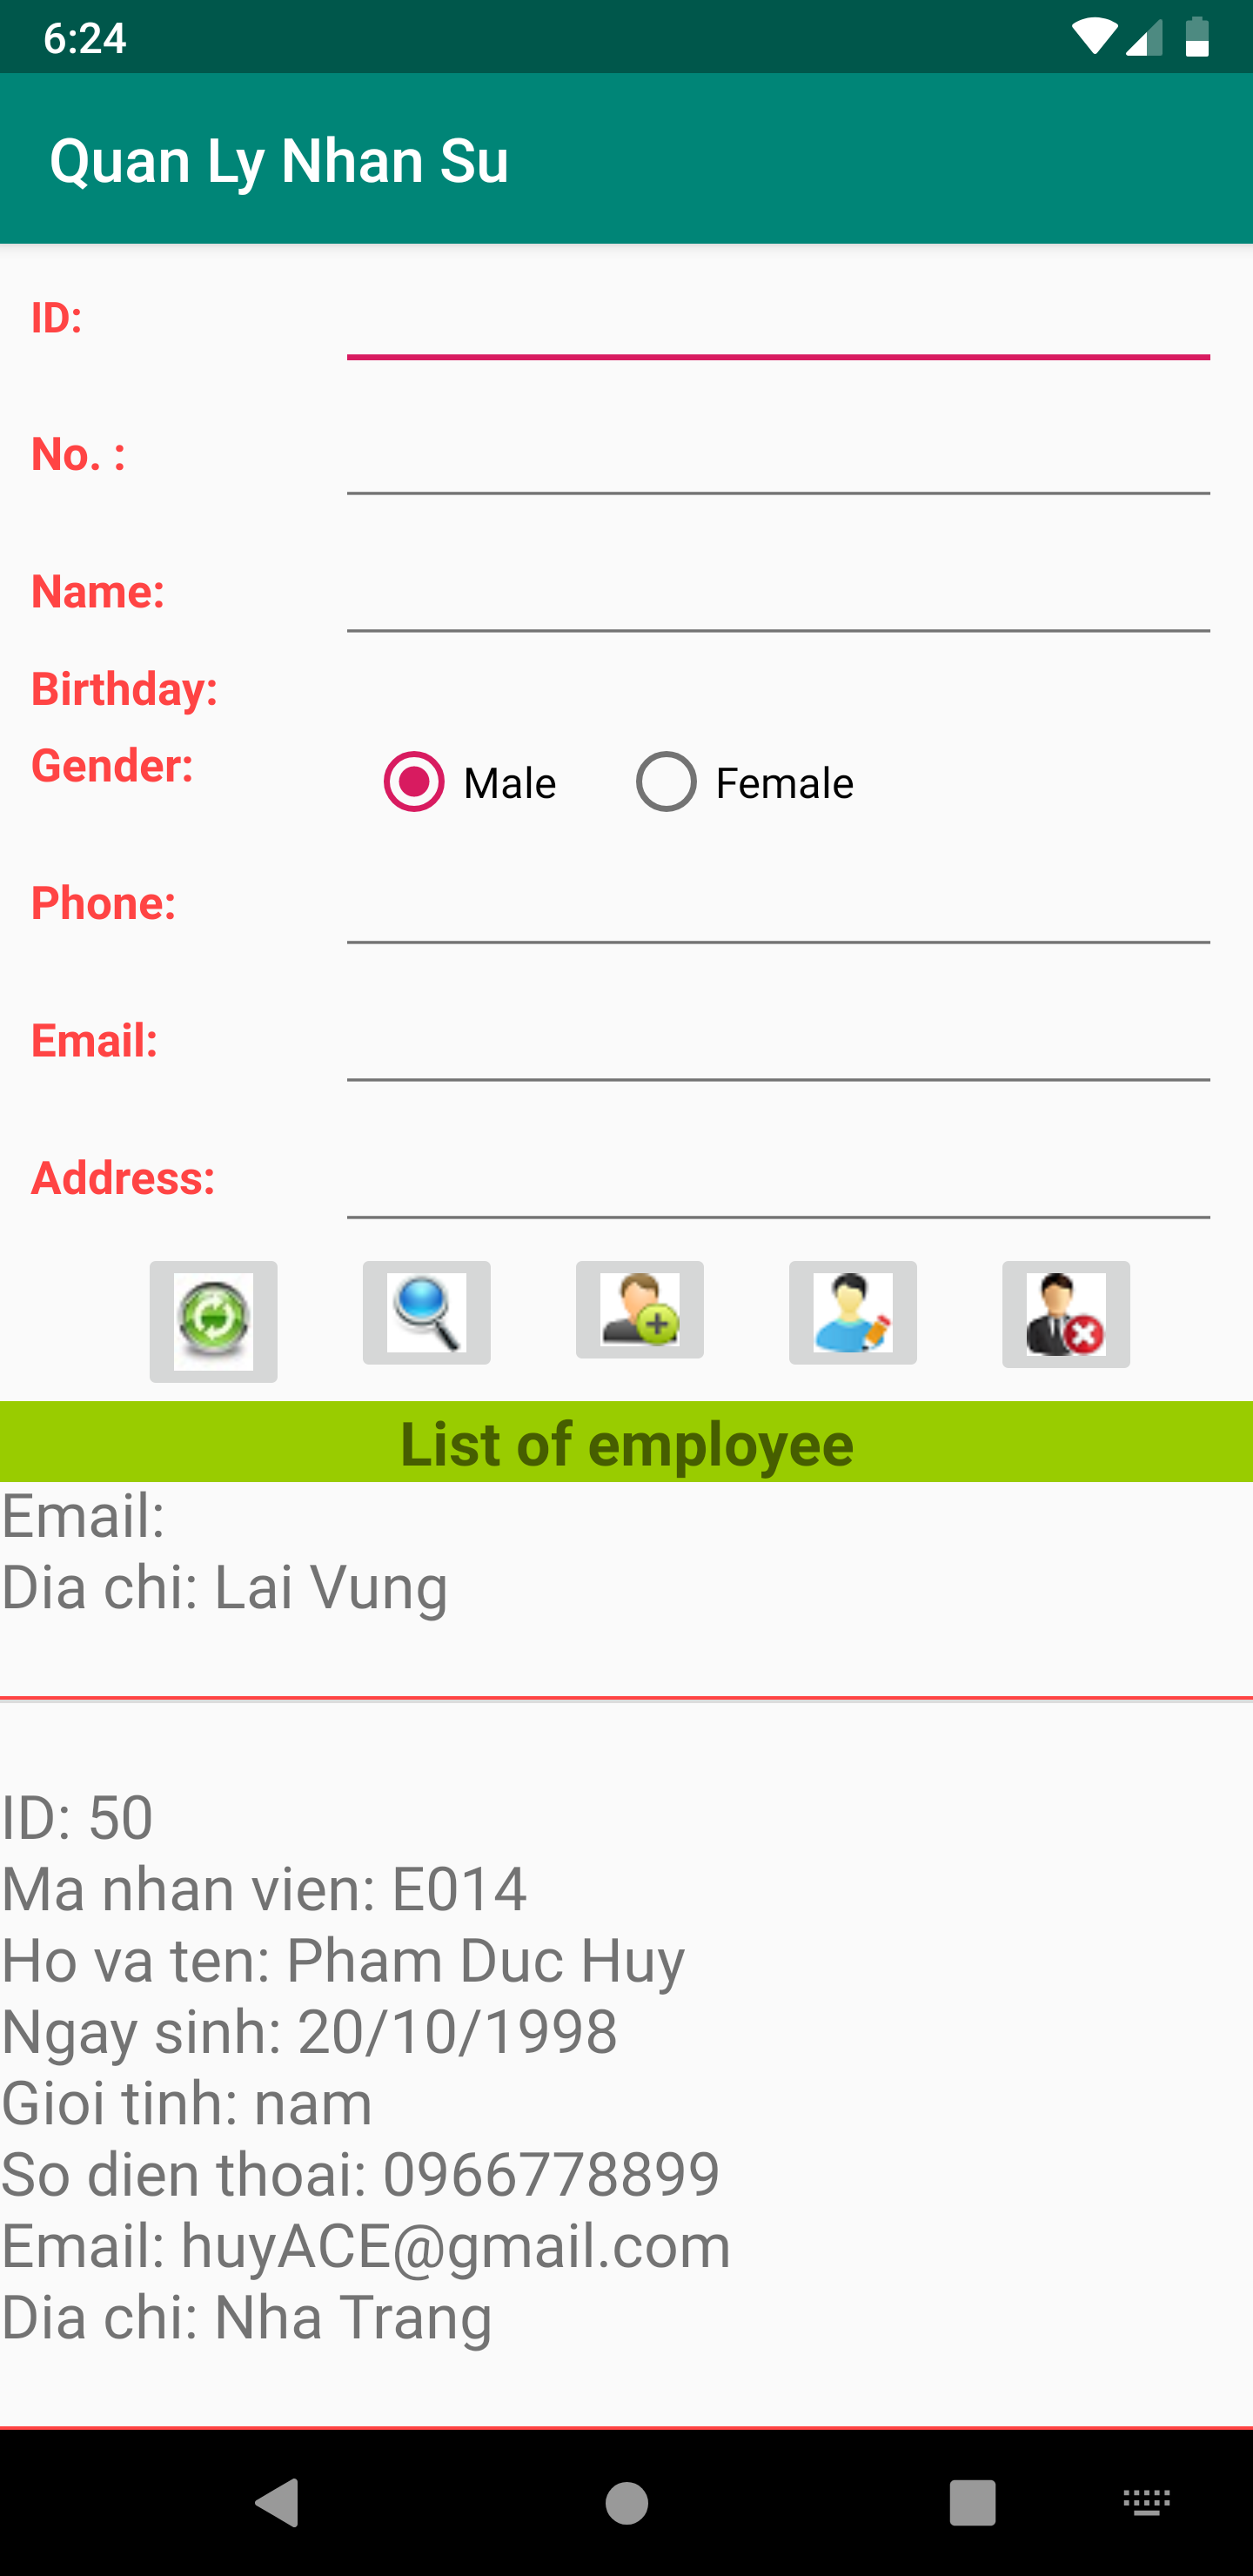 6:24
Quan Ly Nhan Su
ID:
No. :
Name:
Birthday:
Gender: Male Female
Phone:
Email:
Address:
List of employee
Email:
Dia chi: Lai Vung
ID: 50
Ma nhan vien: E014
Ho va ten: Pham Duc Huy
Ngay sinh: 20/10/1998
Gioi tinh: nam
So dien thoai: 0966778899
Email: huyACE@gmail.com
Dia chi: Nha Trang